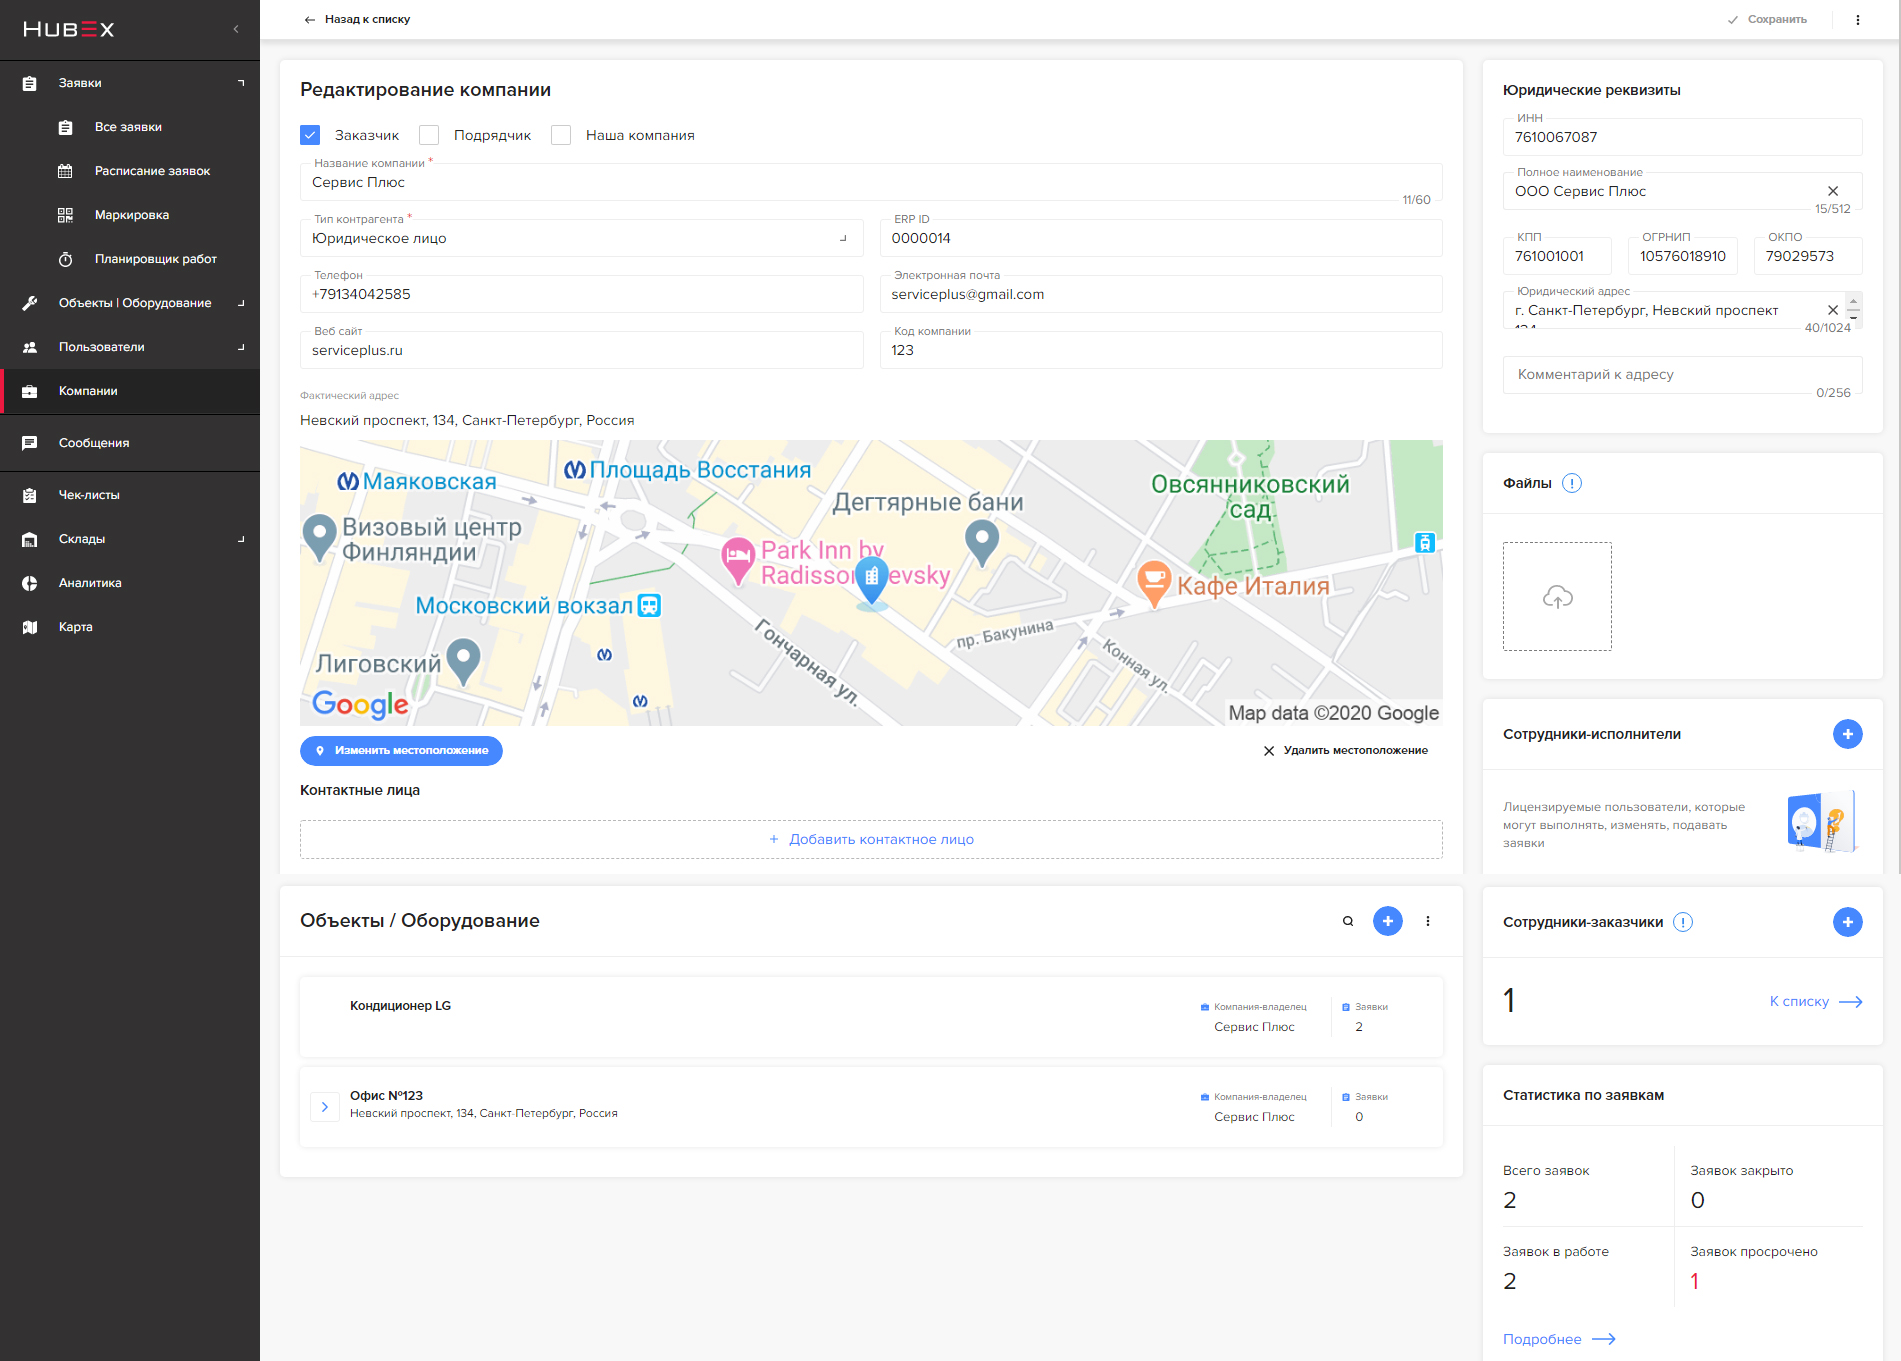 HUBEX
Заявки
Все заявки
Расписание заявок
Маркировка
Планировщик работ
Объекты | Оборудование
Пользователи
Компании
Сообщения
Чек-листы
Склады
Аналитика
Карта
Назад к списку
Сохранить
Редактирование компании
Заказчик
Подрядчик
Наша компания
Название компании *
Сервис Плюс
11/60
Тип контрагента *
Юридическое лицо
ERP ID
0000014
Телефон
+79134042585
Электронная почта
serviceplus@gmail.com
Веб сайт
serviceplus.ru
Код компании
123
Фактический адрес
Невский проспект, 134, Санкт-Петербург, Россия
Маяковская
Площадь Восстания
Дегтярные бани
Овсянниковский
сад
Визовый центр
Финляндии
Park Inn by
Radisson
evsky
Кафе Италия
Московский вокзал
Гончарная ул.
пр. Бакунина
Конная ул.
Лиговский
Google
Map data ©2020 Google
Изменить местоположение
Удалить местоположение
Контактные лица
+ Добавить контактное лицо
Объекты / Оборудование
Кондиционер LG
Компания-владелец
Сервис Плюс
Заявки
2
Офис №123
Невский проспект, 134, Санкт-Петербург, Россия
Компания-владелец
Сервис Плюс
Заявки
0
Юридические реквизиты
ИНН
7610067087
Полное наименование
ООО Сервис Плюс
15/512
КПП
761001001
ОГРНИП
10576018910
ОКПО
79029573
Юридический адрес
г. Санкт-Петербург, Невский проспект
40/1024
Комментарий к адресу
0/256
Файлы
Сотрудники-исполнители
Лицензируемые пользователи, которые
могут выполнять, изменять, подавать
заявки
Сотрудники-заказчики
1
К списку
Статистика по заявкам
Всего заявок
2
Заявок закрыто
0
Заявок в работе
2
Заявок просрочено
1
Подробнее